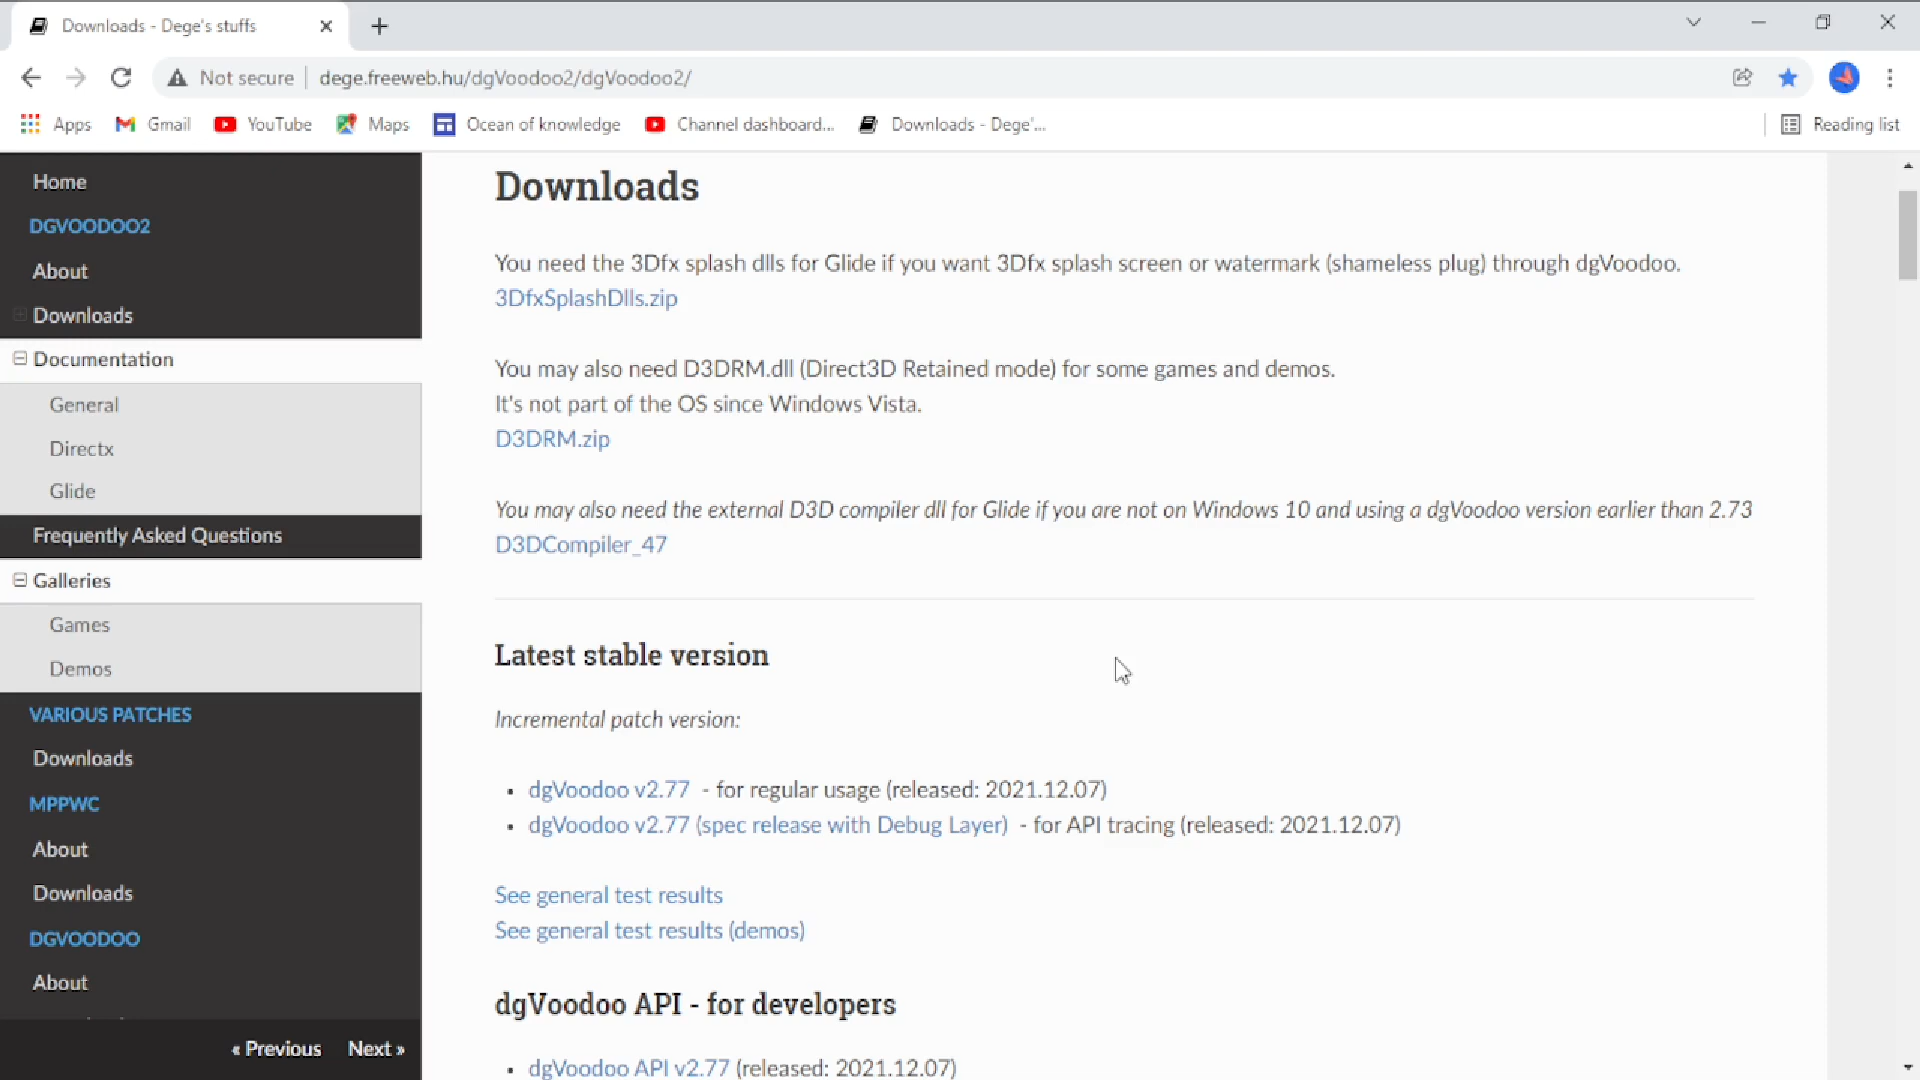 Downloads - Dege's stuffs
Not secure
dege.freeweb.hu/dgVoodoo2/dgVoodoo2/
Apps
Gmail
YouTube
Maps
Ocean of knowledge
Channel dashboard...
Downloads - Dege'...
Reading list
Home
DGVOODOO2
About
Downloads
Documentation
General
Directx
Glide
Frequently Asked Questions
Galleries
Games
Demos
VARIOUS PATCHES
Downloads
MPPWC
About
Downloads
DGVOODOO
About
« Previous
Next »
Downloads
You need the 3Dfx splash dlls for Glide if you want 3Dfx splash screen or watermark (shameless plug) through dgVoodoo.
3DfxSplashDlls.zip
You may also need D3DRM.dll (Direct3D Retained mode) for some games and demos.
It's not part of the OS since Windows Vista.
D3DRM.zip
You may also need the external D3D compiler dll for Glide if you are not on Windows 10 and using a dgVoodoo version earlier than 2.73
D3DCompiler_47
Latest stable version
Incremental patch version:
• dgVoodoo v2.77 - for regular usage (released: 2021.12.07)
• dgVoodoo v2.77 (spec release with Debug Layer) - for API tracing (released: 2021.12.07)
See general test results
See general test results (demos)
dgVoodoo API - for developers
• dgVoodoo API v2.77 (released: 2021.12.07)